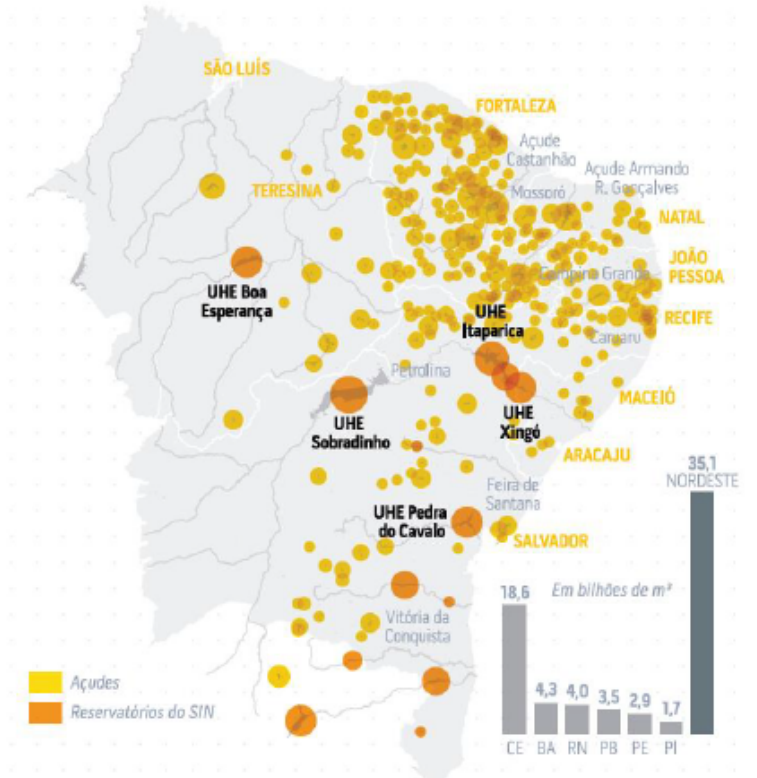 SÃO LUÍS
FORTALEZA
Açude
Castanhão
Açude Armando
R. Gonçalves
TERESINA
Mossoró
NATAL
JOÃO
PESSOA
Campina Grande
UHE Boa
Esperança
UHE
Itaparica
RECIFE
Caruaru
Petrolina
MACEIÓ
UHE
Sobradinho
UHE
Xingó
ARACAJU
35,1
NORDESTE
Feira de
Santana
UHE Pedra
do Cavalo
SALVADOR
18,6
Em bilhões de m³
Vitória da
Conquista
4,3
4,0
3,5
2,9
1,7
Açudes
Reservatórios do SIN
CE
BA
RN
PB
PE
PI